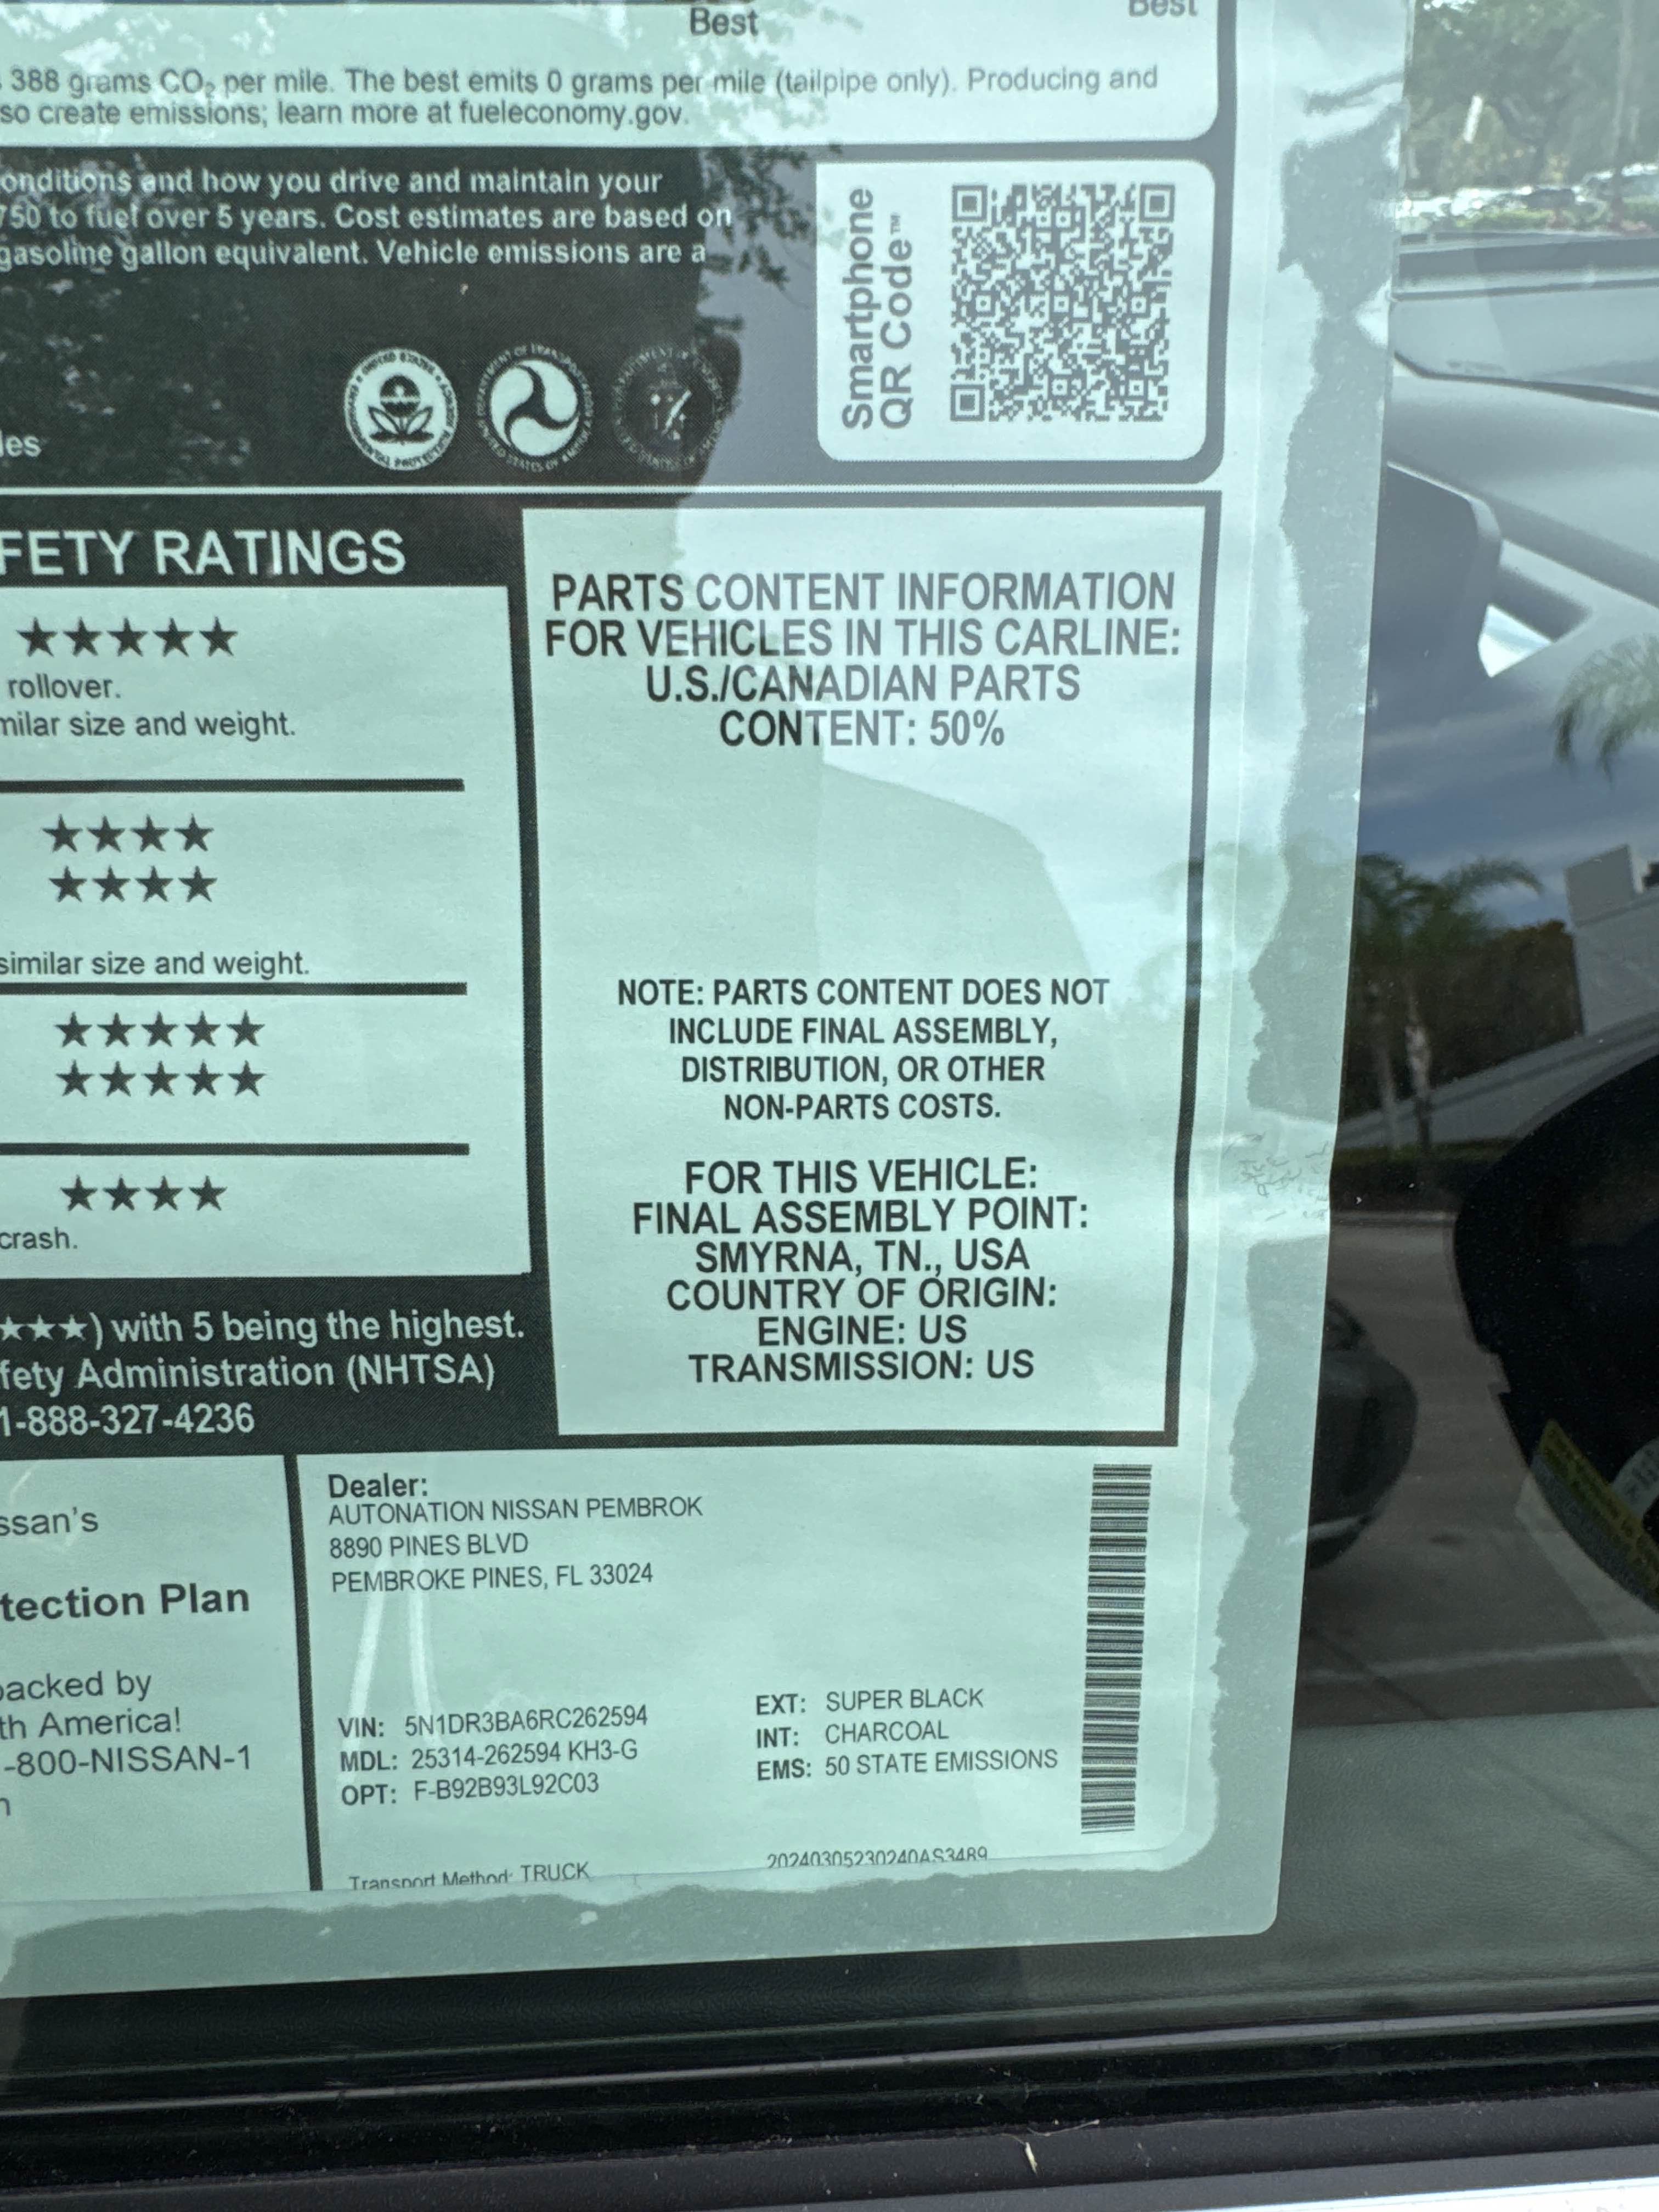 Best
Best
388 grams CO₂ per mile. The best emits 0 grams per mile (tailpipe only). Producing and
so create emissions; learn more at fueleconomy.gov.
onditions and how you drive and maintain your
750 to fuel over 5 years. Cost estimates are based on
gasoline gallon equivalent. Vehicle emissions are a
les
Smartphone
QR Code™
FETY RATINGS
★★★★★
rollover.
milar size and weight.
★★★★
★★★★
similar size and weight.
★★★★★
★★★★★
★★★★
crash.
★★★) with 5 being the highest.
fety Administration (NHTSA)
1-888-327-4236
PARTS CONTENT INFORMATION
FOR VEHICLES IN THIS CARLINE:
U.S./CANADIAN PARTS
CONTENT: 50%
NOTE: PARTS CONTENT DOES NOT
INCLUDE FINAL ASSEMBLY,
DISTRIBUTION, OR OTHER
NON-PARTS COSTS.
FOR THIS VEHICLE:
FINAL ASSEMBLY POINT:
SMYRNA, TN., USA
COUNTRY OF ORIGIN:
ENGINE: US
TRANSMISSION: US
ssan's
tection Plan
backed by
th America!
-800-NISSAN-1
n
Dealer:
AUTONATION NISSAN PEMBROK
8890 PINES BLVD
PEMBROKE PINES, FL 33024
VIN: 5N1DR3BA6RC262594
MDL: 25314-262594 KH3-G
OPT: F-B92B93L92C03
EXT: SUPER BLACK
INT: CHARCOAL
EMS: 50 STATE EMISSIONS
Transport Method: TRUCK
20240305230240AS3489